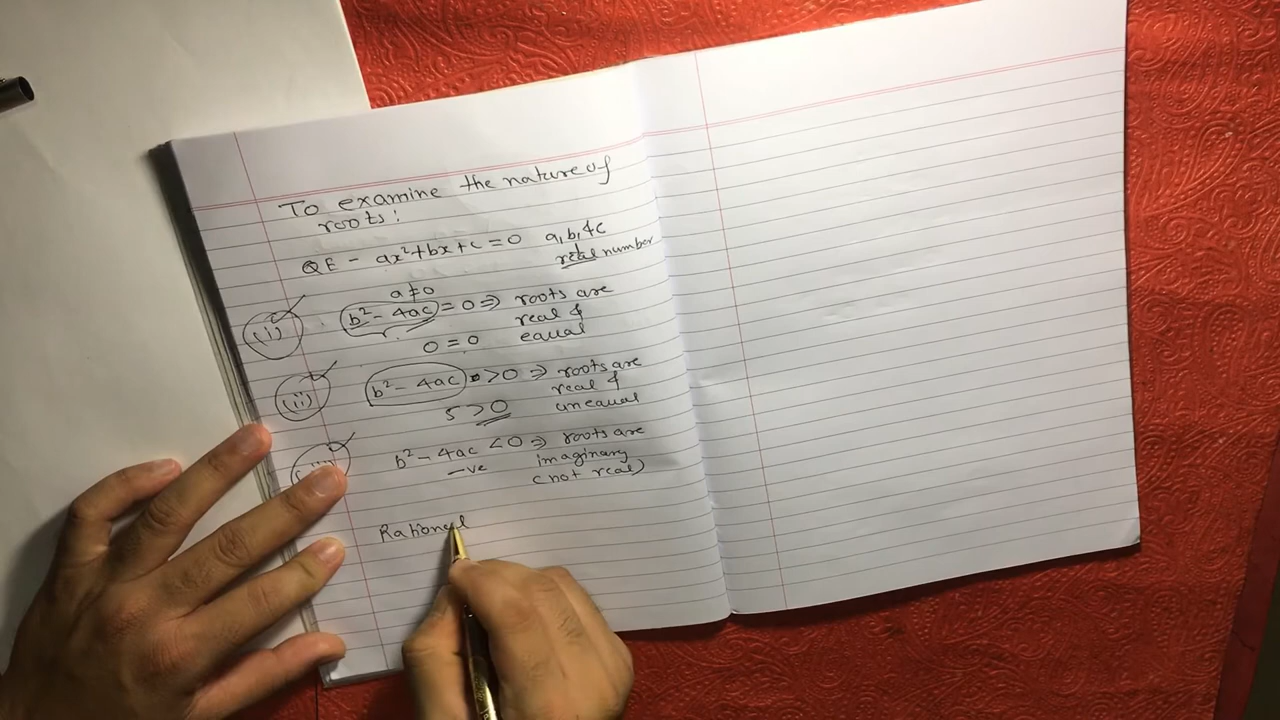 To examine the nature of
roots:
QE - ax²+bx+c=0 a, b, & c
real number
a≠0
(i) b²-4ac=0 ⇒ roots are
real &
0=0 equal
(ii) b²-4ac >0 ⇒ roots are
real &
5>0 unequal
(iii) b²-4ac <0 ⇒ roots are
-ve imaginary
(not real)
Rational